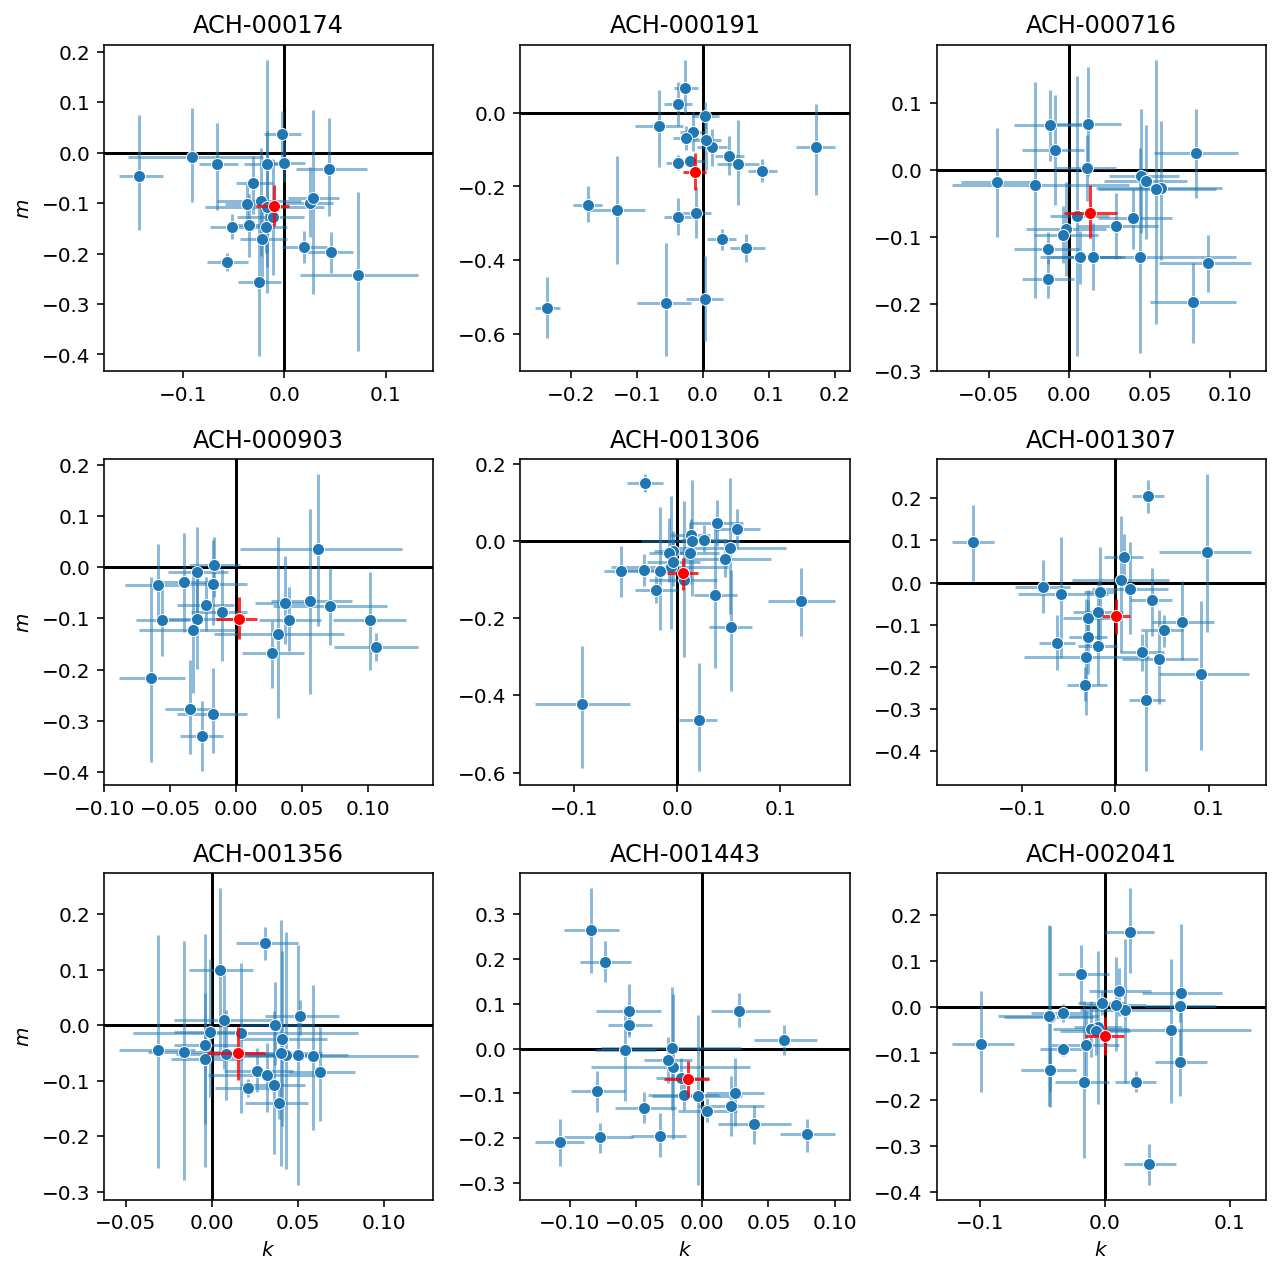 ACH-000174 ACH-000191 ACH-000716
0.2 0.1 0.0 −0.1 −0.2 −0.3 −0.4
m
−0.1 0.0 0.1
0.0 −0.2 −0.4 −0.6
−0.2 −0.1 0.0 0.1 0.2
0.1 0.0 −0.1 −0.2 −0.3
−0.05 0.00 0.05 0.10
ACH-000903 ACH-001306 ACH-001307
0.2 0.1 0.0 −0.1 −0.2 −0.3 −0.4
m
−0.10 −0.05 0.00 0.05 0.10
0.2 0.0 −0.2 −0.4 −0.6
−0.1 0.0 0.1
0.2 0.1 0.0 −0.1 −0.2 −0.3 −0.4
−0.1 0.0 0.1
ACH-001356 ACH-001443 ACH-002041
0.2 0.1 0.0 −0.1 −0.2 −0.3
m
−0.05 0.00 0.05 0.10
k
0.3 0.2 0.1 0.0 −0.1 −0.2 −0.3
−0.10 −0.05 0.00 0.05 0.10
k
0.2 0.1 0.0 −0.1 −0.2 −0.3 −0.4
−0.1 0.0 0.1
k